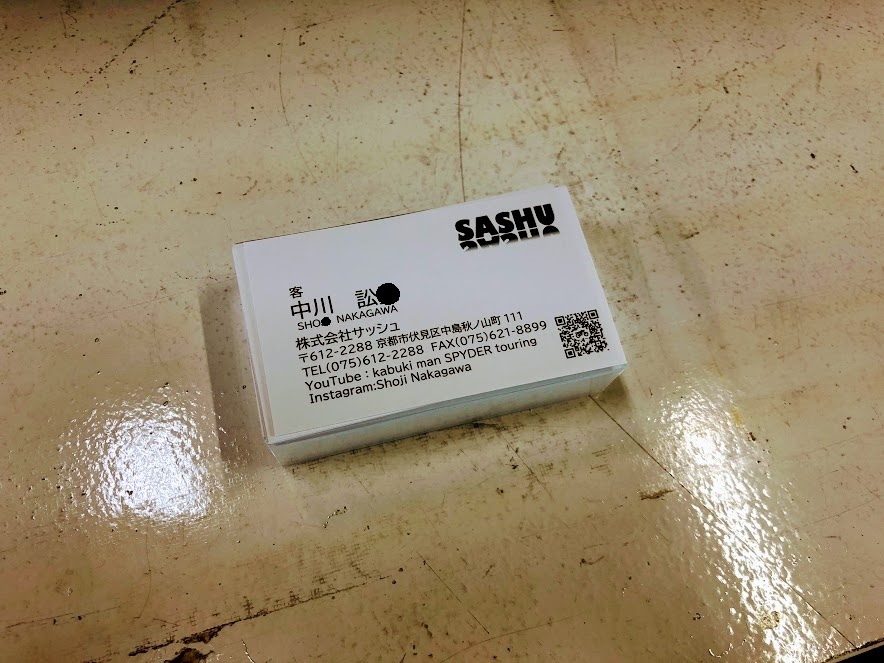 SASHU
客
中川 訟
SHO NAKAGAWA
株式会社サッシュ
〒612-2288 京都市伏見区中島秋ノ山町 111
TEL(075)612-2288 FAX(075)621-8899
YouTube : kabuki man SPYDER touring
Instagram:Shoji Nakagawa